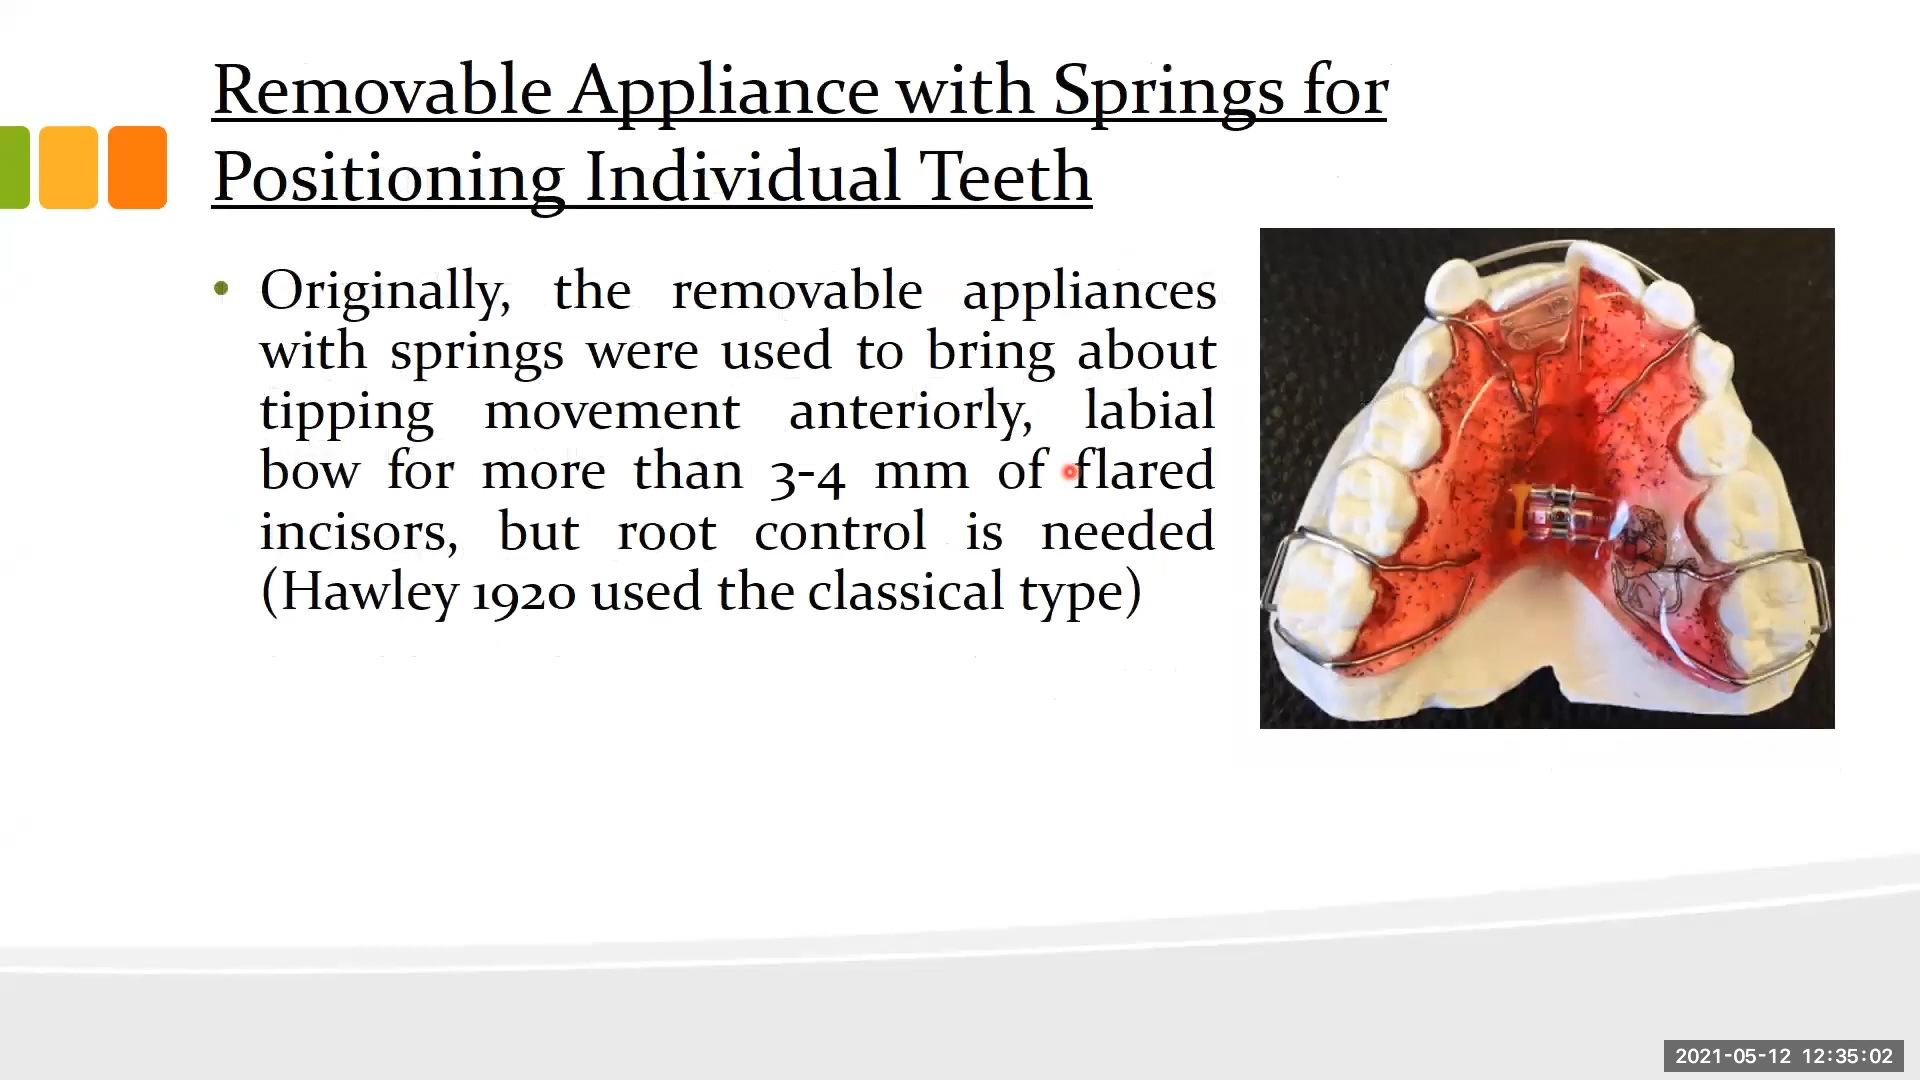 Removable Appliance with Springs for
Positioning Individual Teeth
• Originally, the removable appliances
with springs were used to bring about
tipping movement anteriorly, labial
bow for more than 3-4 mm of flared
incisors, but root control is needed
(Hawley 1920 used the classical type)
2021-05-12 12:35:02